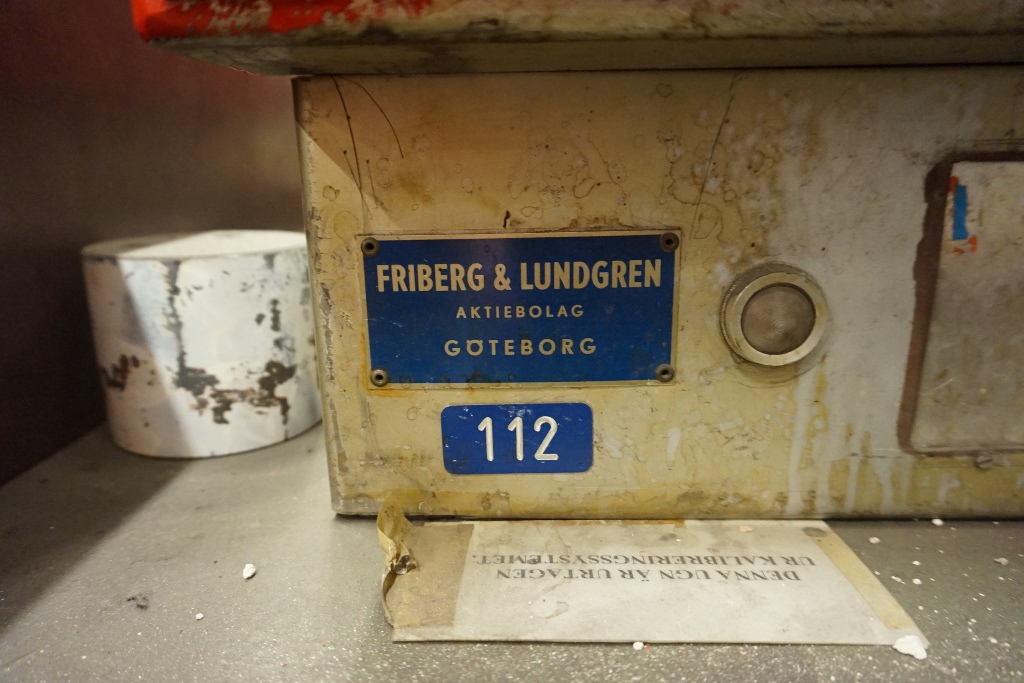 FRIBERG & LUNDGREN
AKTIEBOLAG
GÖTEBORG
112
DENNA UGN ÄR URTAGEN
UR KALIBRERINGSSYSTEMET.